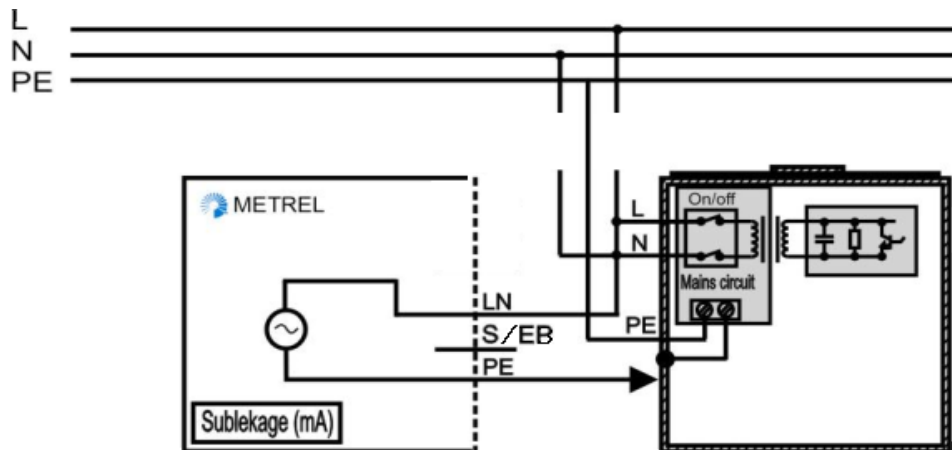 L
N
PE
METREL
On/off
L
N
Mains circuit
LN
PE
S/EB
PE
Sublekage (mA)